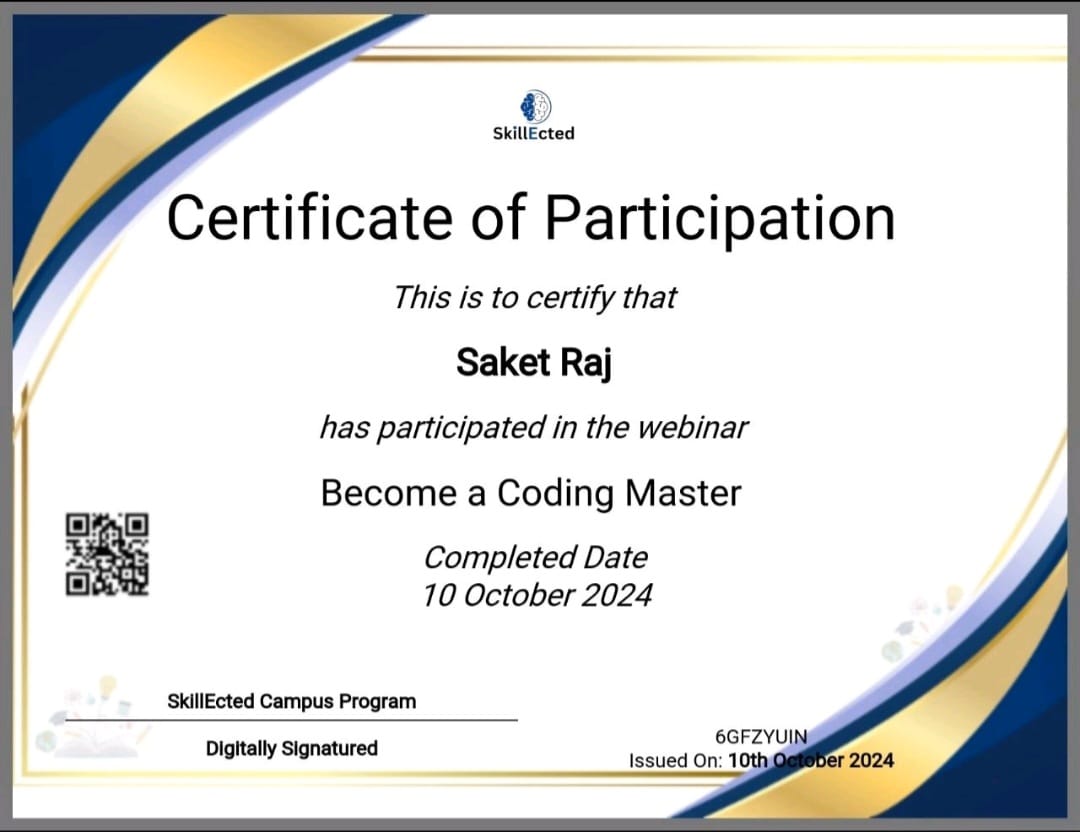 SkillEcted
Certificate of Participation
This is to certify that
Saket Raj
has participated in the webinar
Become a Coding Master
Completed Date
10 October 2024
SkillEcted Campus Program
Digitally Signatured
6GFZYUIN
Issued On: 10th October 2024